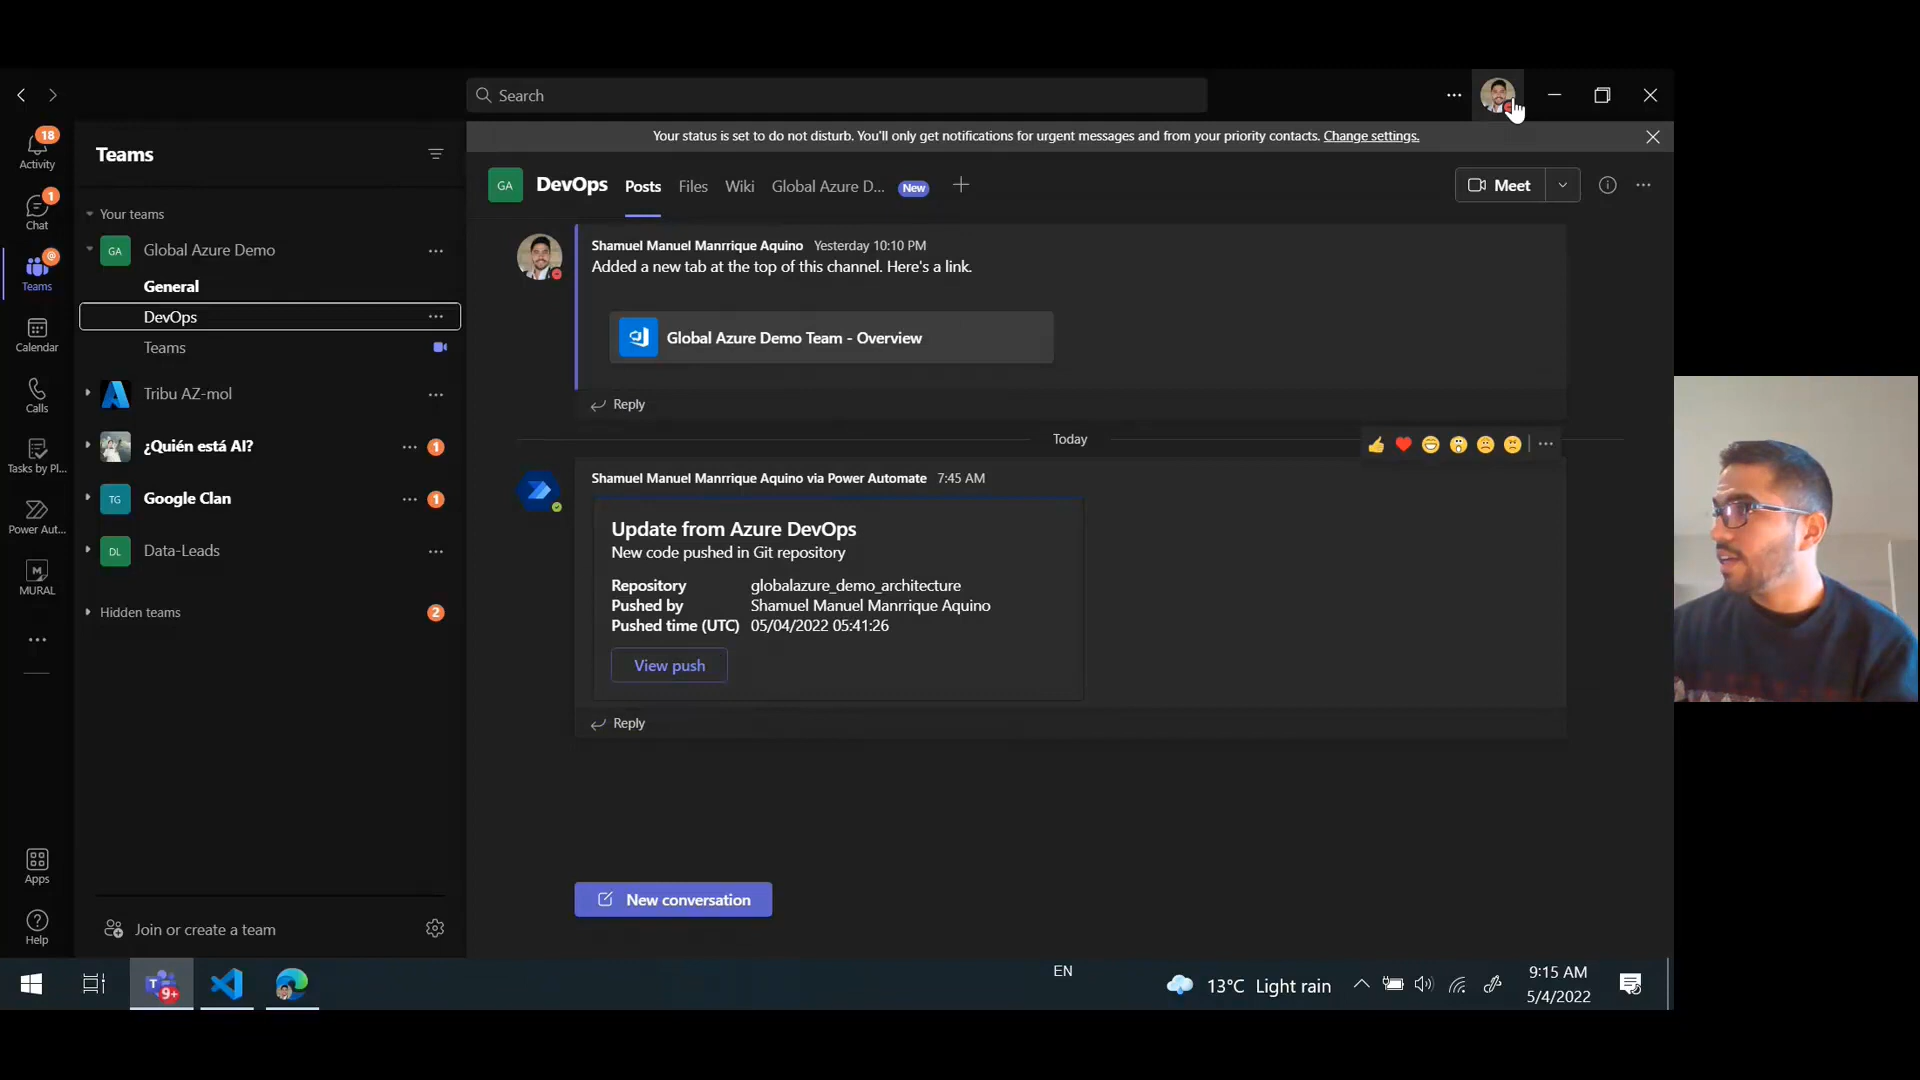 Search
Your status is set to do not disturb. You'll only get notifications for urgent messages and from your priority contacts. Change settings.
18
Activity
1
Chat
@
Teams
Calendar
Calls
Tasks by Pl...
Power Aut...
MURAL
Apps
Help
Teams
Your teams
GA Global Azure Demo
General
DevOps
Teams
Tribu AZ-mol
¿Quién está AI? 1
TG Google Clan 1
DL Data-Leads
Hidden teams 2
Join or create a team
GA DevOps Posts Files Wiki Global Azure D... New
Meet
Shamuel Manuel Manrrique Aquino Yesterday 10:10 PM
Added a new tab at the top of this channel. Here's a link.
Global Azure Demo Team - Overview
Reply
Today
Shamuel Manuel Manrrique Aquino via Power Automate 7:45 AM
Update from Azure DevOps
New code pushed in Git repository
Repository globalazure_demo_architecture
Pushed by Shamuel Manuel Manrrique Aquino
Pushed time (UTC) 05/04/2022 05:41:26
View push
Reply
New conversation
T 9+
EN
13°C Light rain
9:15 AM
5/4/2022